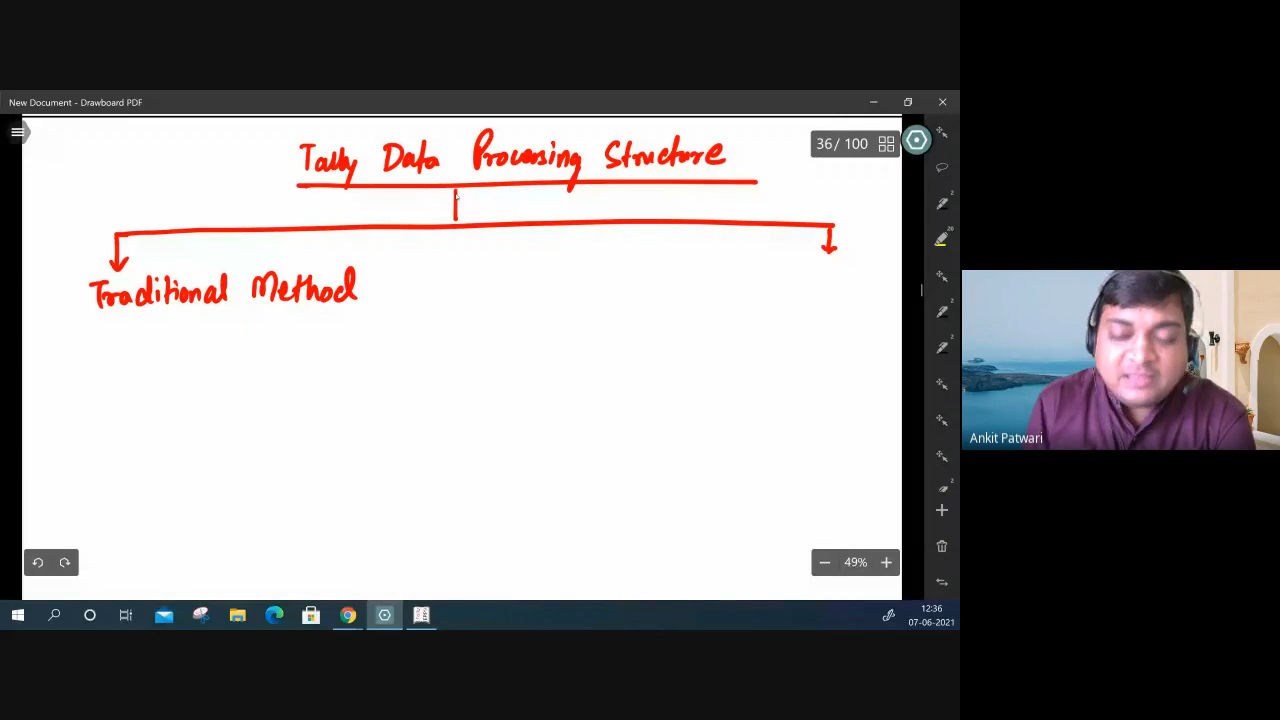 New Document - Drawboard PDF
Tally Data Processing Structure
36 / 100
Traditional Method
Ankit Patwari
49%
12:36
07-06-2021